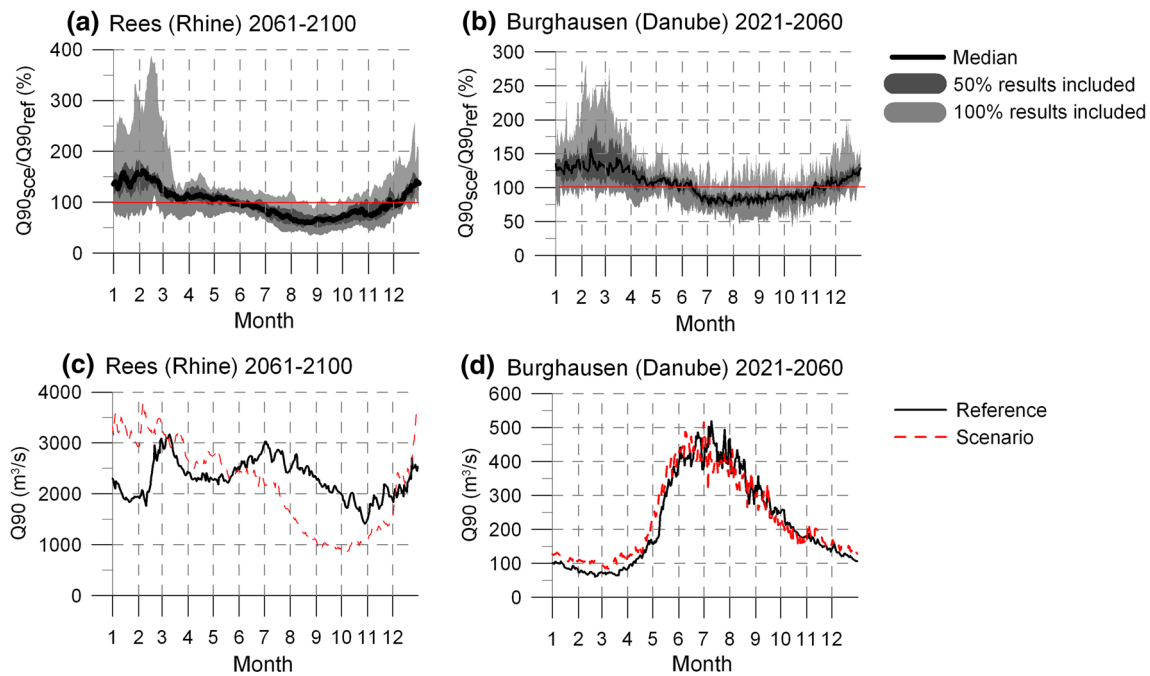 (a) Rees (Rhine) 2061-2100
400
300
200
100
0
Q90sce/Q90ref (%)
1 2 3 4 5 6 7 8 9 10 11 12
Month
(b) Burghausen (Danube) 2021-2060
300
250
200
150
100
50
0
Q90sce/Q90ref (%)
1 2 3 4 5 6 7 8 9 10 11 12
Month
Median
50% results included
100% results included
(c) Rees (Rhine) 2061-2100
4000
3000
2000
1000
0
Q90 (m³/s)
1 2 3 4 5 6 7 8 9 10 11 12
Month
(d) Burghausen (Danube) 2021-2060
600
500
400
300
200
100
0
Q90 (m³/s)
1 2 3 4 5 6 7 8 9 10 11 12
Month
Reference
Scenario